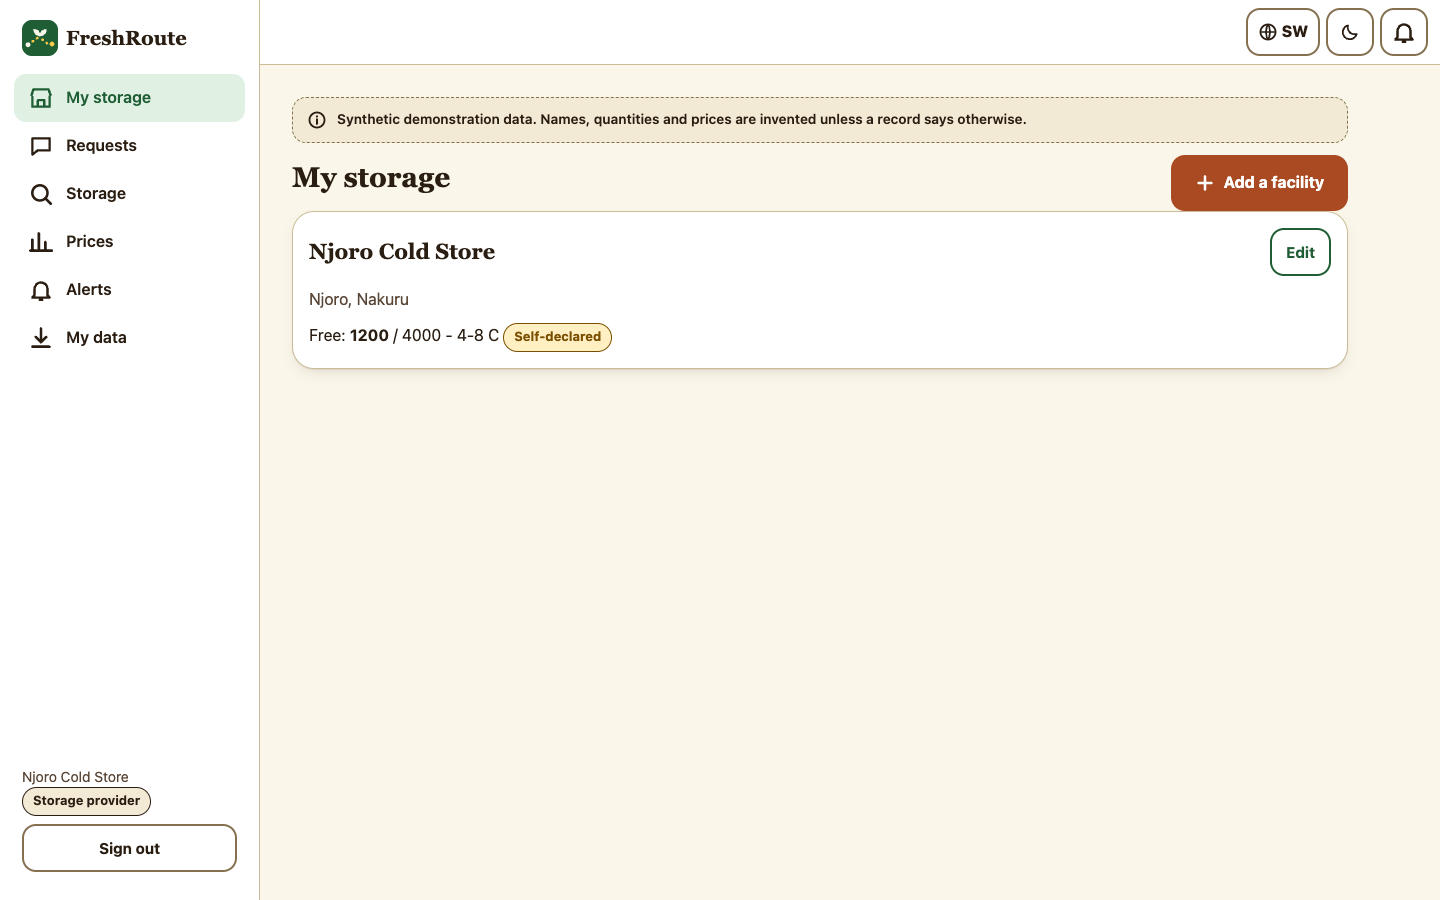 FreshRoute
SW
My storage
Requests
Storage
Prices
Alerts
My data
Synthetic demonstration data. Names, quantities and prices are invented unless a record says otherwise.
My storage
Add a facility
Njoro Cold Store
Edit
Njoro, Nakuru
Free: 1200 / 4000 - 4-8 C Self-declared
Njoro Cold Store
Storage provider
Sign out